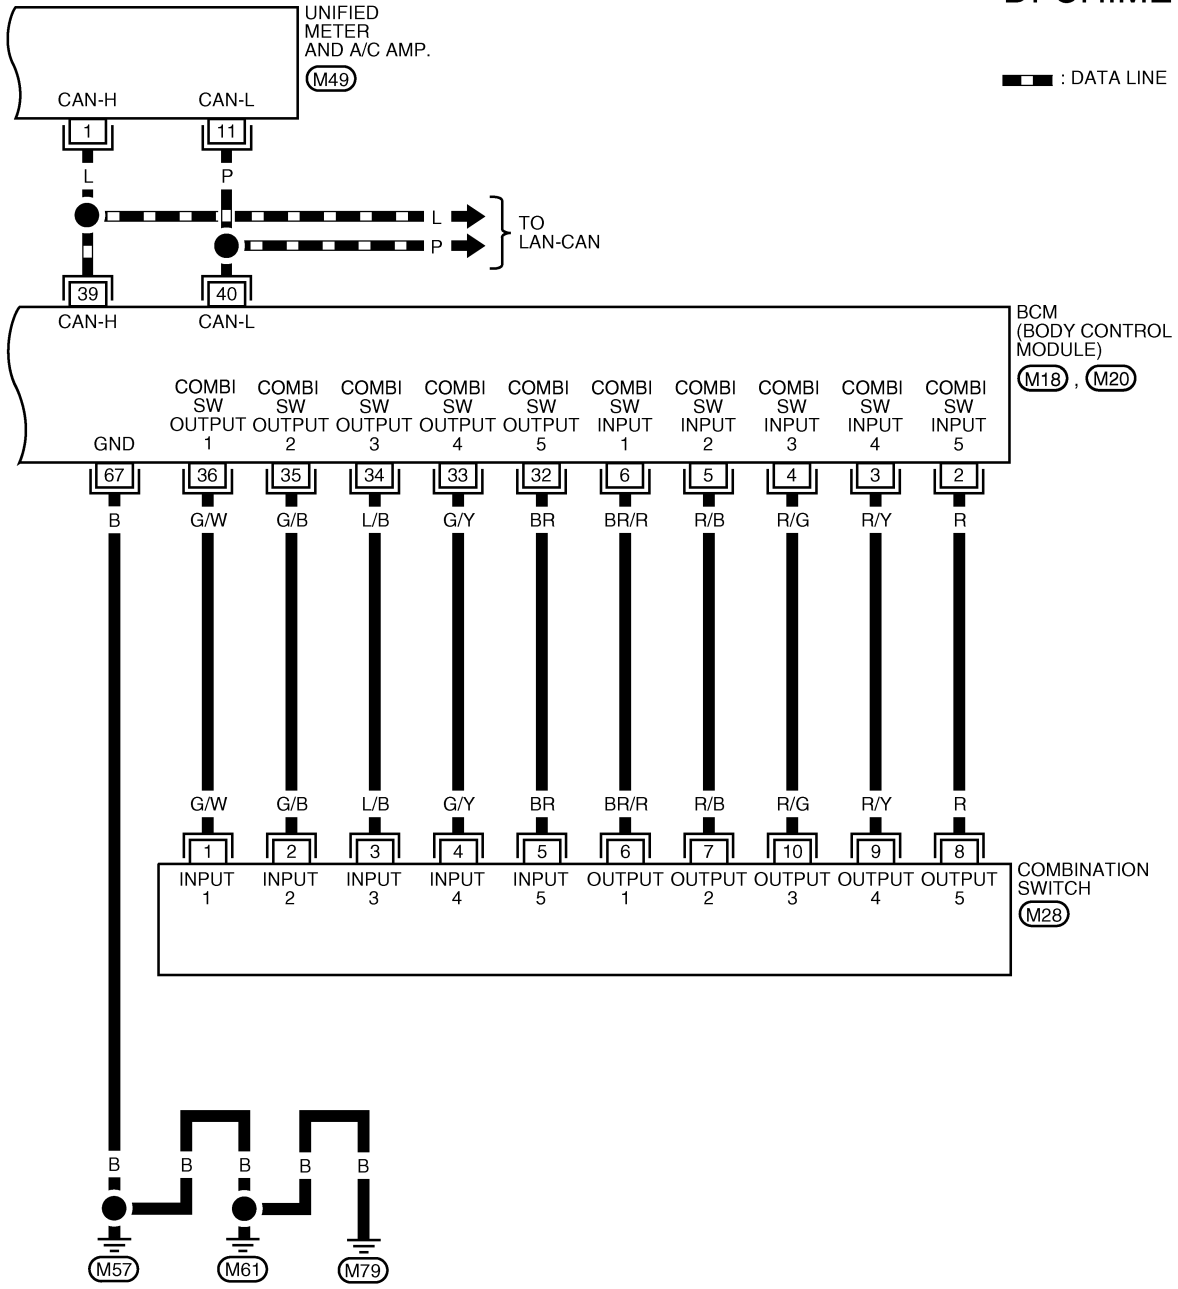 UNIFIED
METER
AND A/C AMP.
M49
: DATA LINE
CAN-H CAN-L
1 11
L P
L
P
TO
LAN-CAN
39 40
CAN-H CAN-L
BCM
(BODY CONTROL
MODULE)
M18 , M20
COMBI COMBI COMBI COMBI COMBI COMBI COMBI COMBI COMBI COMBI
SW SW SW SW SW SW SW SW SW SW
OUTPUT OUTPUT OUTPUT OUTPUT OUTPUT INPUT INPUT INPUT INPUT INPUT
GND 1 2 3 4 5 1 2 3 4 5
67 36 35 34 33 32 6 5 4 3 2
B G/W G/B L/B G/Y BR BR/R R/B R/G R/Y R
G/W G/B L/B G/Y BR BR/R R/B R/G R/Y R
1 2 3 4 5 6 7 10 9 8
INPUT INPUT INPUT INPUT INPUT OUTPUT OUTPUT OUTPUT OUTPUT OUTPUT
1 2 3 4 5 1 2 3 4 5
COMBINATION
SWITCH
M28
B B B B B
M57 M61 M79